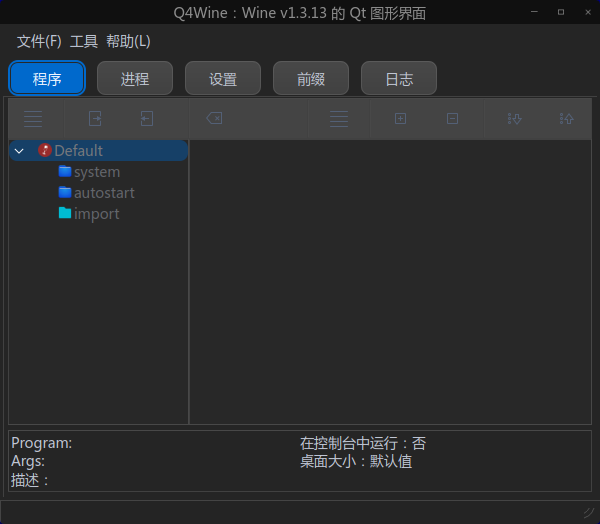 Q4Wine：Wine v1.3.13 的 Qt 图形界面
文件(F) 工具 帮助(L)
程序 进程 设置 前缀 日志
Default
system
autostart
import
Program:
在控制台中运行：否
Args:
桌面大小：默认值
描述：